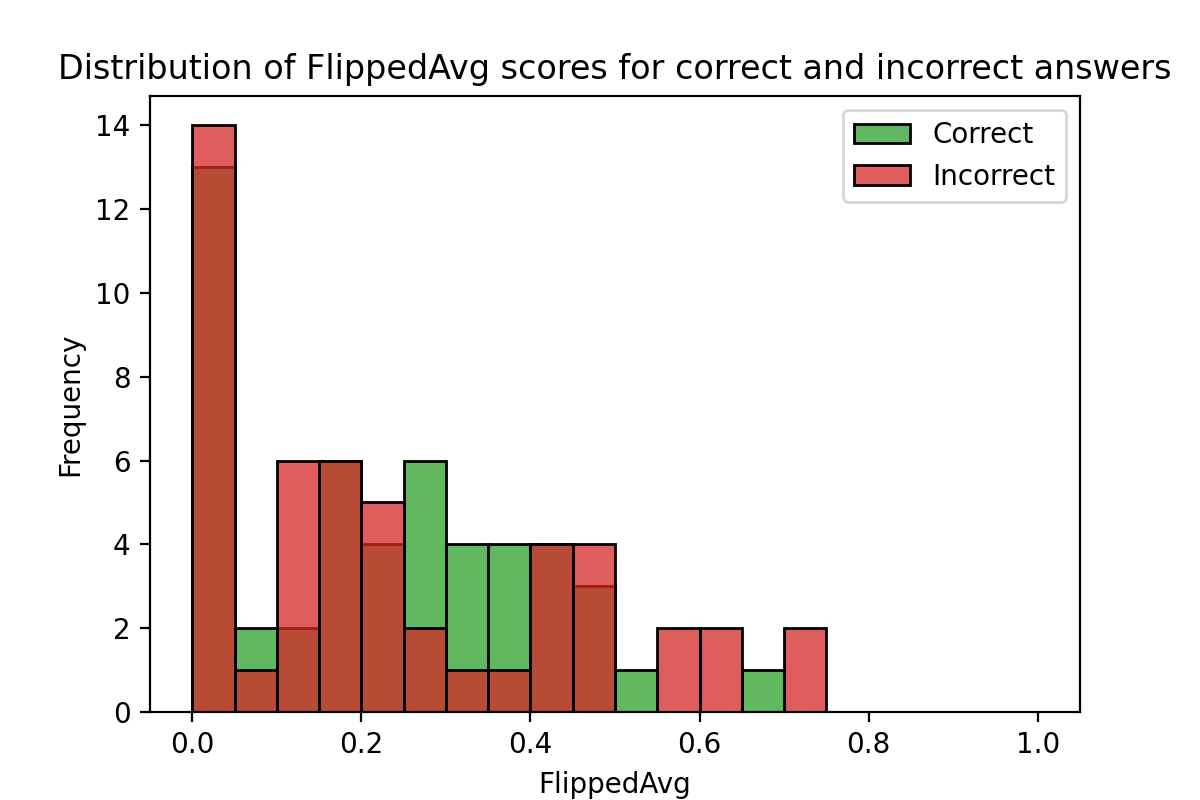 Distribution of FlippedAvg scores for correct and incorrect answers
Correct
Incorrect
Frequency
14
12
10
8
6
4
2
0
0.0 0.2 0.4 0.6 0.8 1.0
FlippedAvg